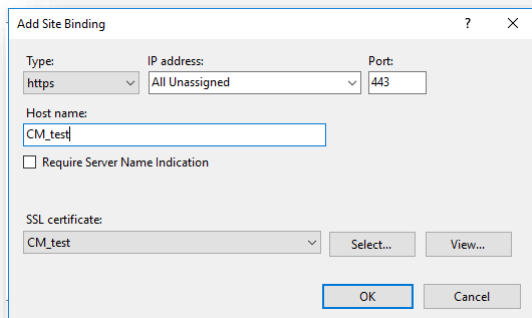 Add Site Binding ? X
Type: IP address: Port:
https All Unassigned 443
Host name:
CM_test
Require Server Name Indication
SSL certificate:
CM_test Select... View...
OK Cancel